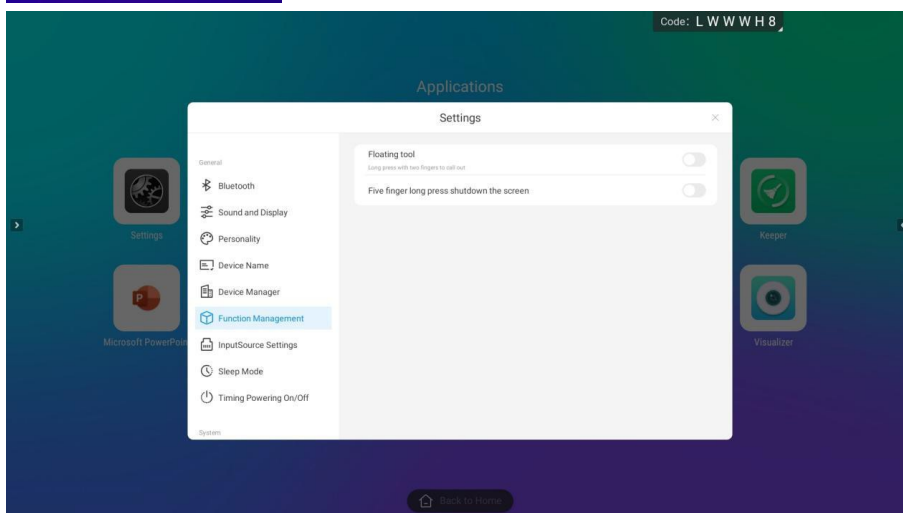 Code: LWWWH8
Applications
Settings
General
Bluetooth
Sound and Display
Personality
Device Name
Device Manager
Function Management
InputSource Settings
Sleep Mode
Timing Powering On/Off
System
Floating tool
Long press with two fingers to call out
Five finger long press shutdown the screen
Settings
Microsoft PowerPoin
Keeper
Visualizer
Back to Home